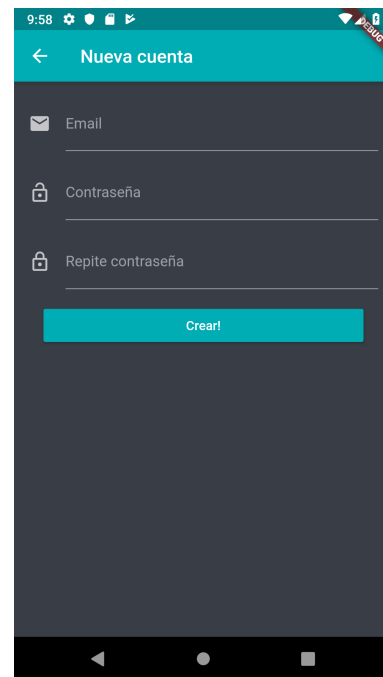 9:58
DEBUG
Nueva cuenta
Email
Contraseña
Repite contraseña
Crear!